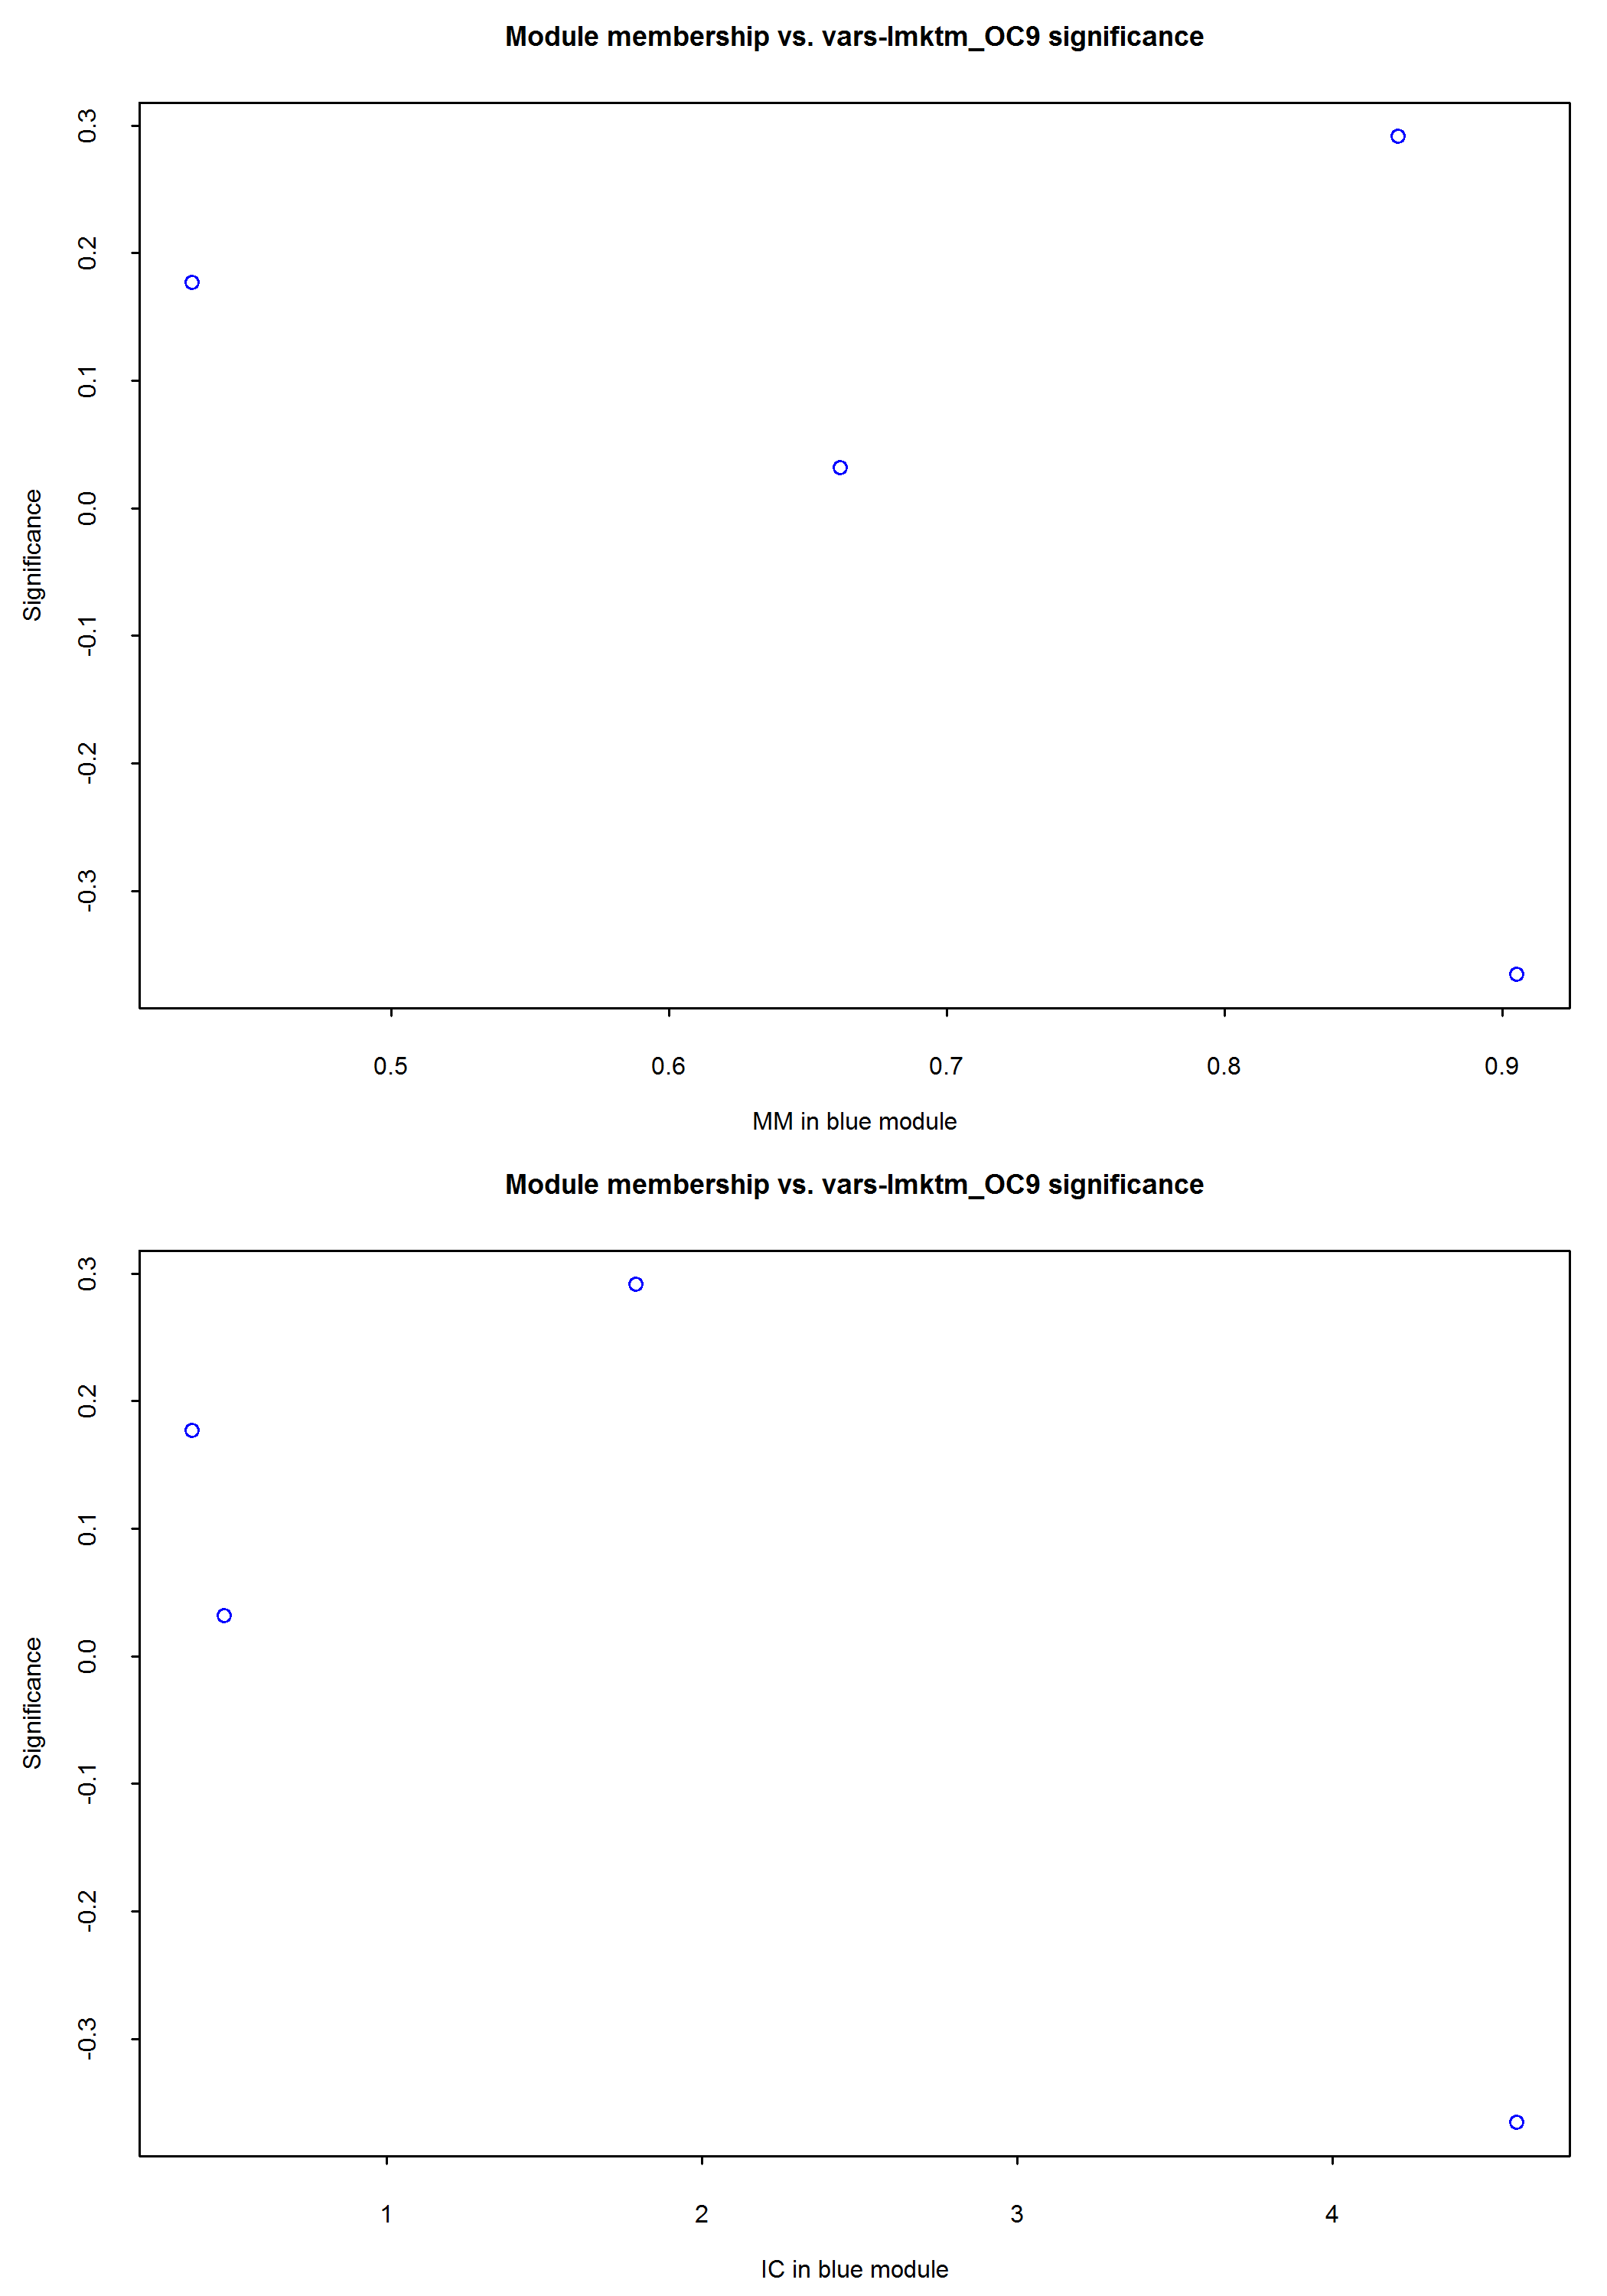 Module membership vs. vars-lmktm_OC9 significance
Significance
0.3
0.2
0.1
0.0
-0.1
-0.2
-0.3
0.5 0.6 0.7 0.8 0.9
MM in blue module
Module membership vs. vars-lmktm_OC9 significance
Significance
0.3
0.2
0.1
0.0
-0.1
-0.2
-0.3
1 2 3 4
IC in blue module